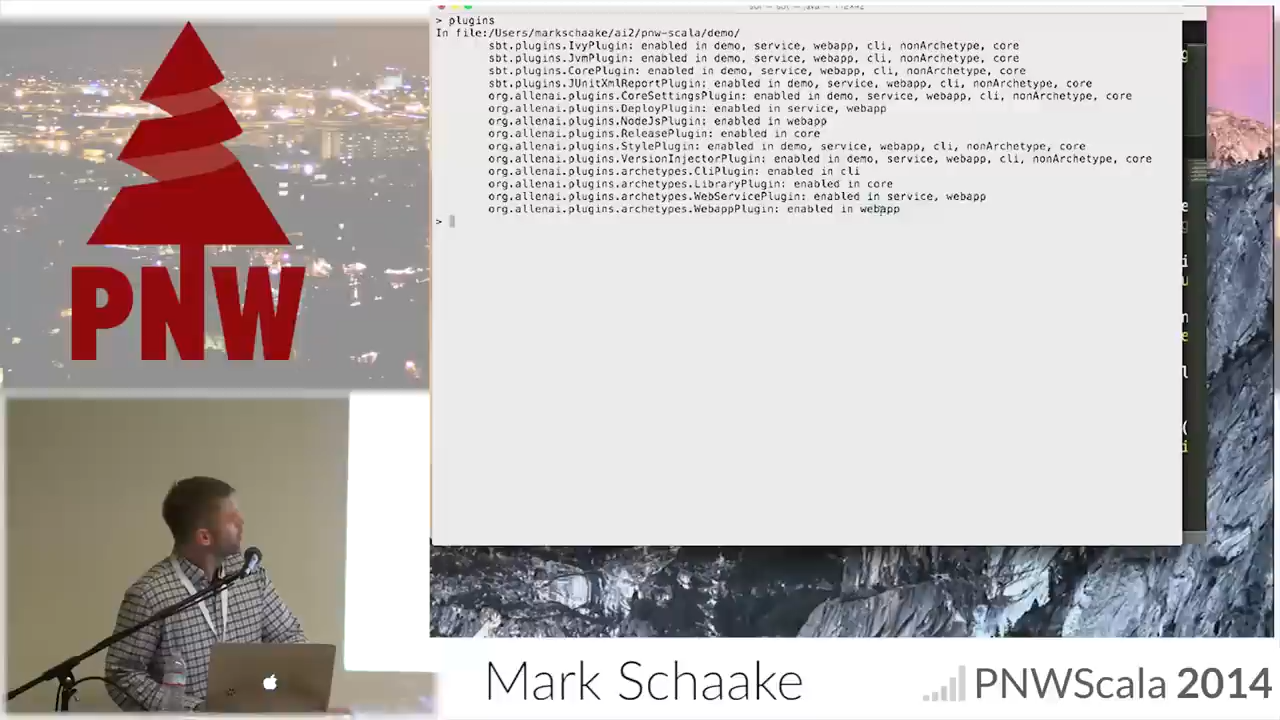 > plugins
In file:/Users/markschaake/ai2/pnw-scala/demo/
sbt.plugins.IvyPlugin: enabled in demo, service, webapp, cli, nonArchetype, core
sbt.plugins.JvmPlugin: enabled in demo, service, webapp, cli, nonArchetype, core
sbt.plugins.CorePlugin: enabled in demo, service, webapp, cli, nonArchetype, core
sbt.plugins.JUnitXmlReportPlugin: enabled in demo, service, webapp, cli, nonArchetype, core
org.allenai.plugins.CoreSettingsPlugin: enabled in demo, service, webapp, cli, nonArchetype, core
org.allenai.plugins.DeployPlugin: enabled in service, webapp
org.allenai.plugins.NodeJsPlugin: enabled in webapp
org.allenai.plugins.ReleasePlugin: enabled in core
org.allenai.plugins.StylePlugin: enabled in demo, service, webapp, cli, nonArchetype, core
org.allenai.plugins.VersionInjectorPlugin: enabled in demo, service, webapp, cli, nonArchetype, core
org.allenai.plugins.archetypes.CliPlugin: enabled in cli
org.allenai.plugins.archetypes.LibraryPlugin: enabled in core
org.allenai.plugins.archetypes.WebServicePlugin: enabled in service, webapp
org.allenai.plugins.archetypes.WebappPlugin: enabled in webapp
>
PNW
Mark Schaake
PNWScala 2014